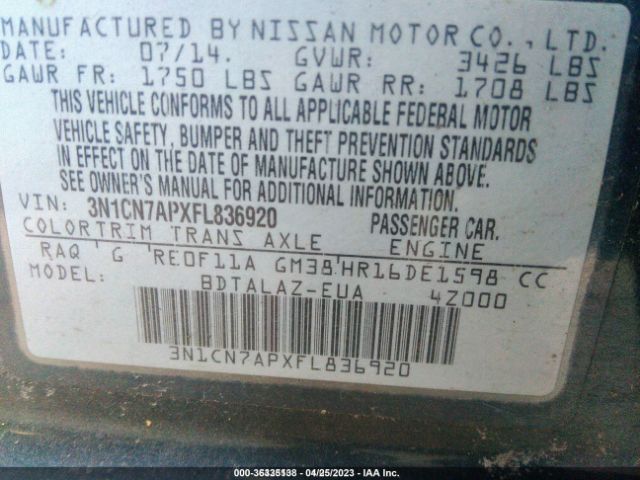 MANUFACTURED BY NISSAN MOTOR CO., LTD.
DATE: 07/14. GVWR: 3426 LBS
GAWR FR: 1750 LBS GAWR RR: 1708 LBS
THIS VEHICLE CONFORMS TO ALL APPLICABLE FEDERAL MOTOR
VEHICLE SAFETY, BUMPER AND THEFT PREVENTION STANDARDS
IN EFFECT ON THE DATE OF MANUFACTURE SHOWN ABOVE.
SEE OWNER'S MANUAL FOR ADDITIONAL INFORMATION.
VIN: 3N1CN7APXFL836920 PASSENGER CAR.
COLORTRIM TRANS AXLE ENGINE
RAQ 'G 'RE0F11A GM38'HR16DE1598 CC
MODEL: BDTALAZ-EUA 4Z000
3N1CN7APXFL836920
04/25/2023 - IAA Inc.